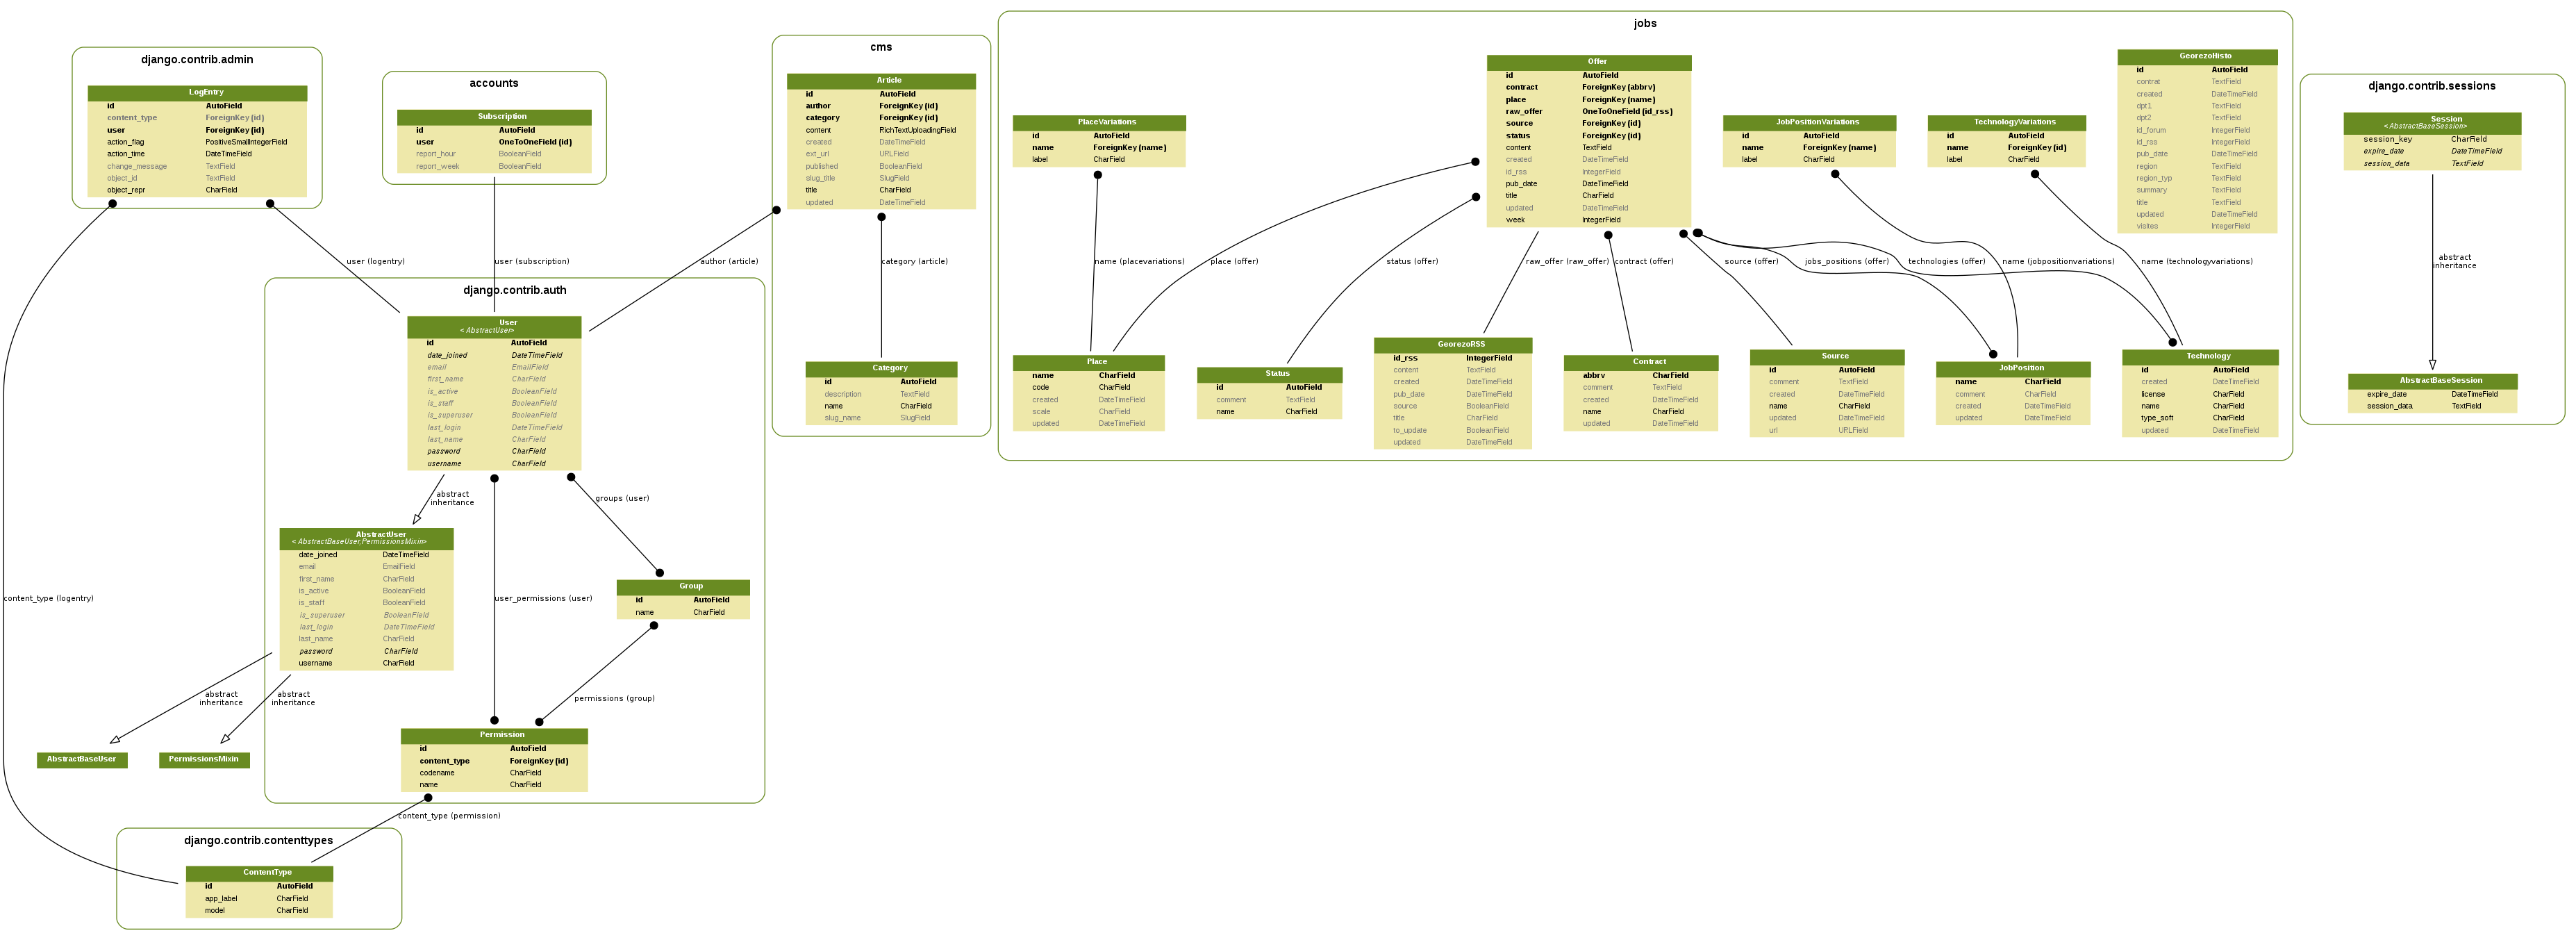 django.contrib.admin
LogEntry
id AutoField
content_type ForeignKey (id)
user ForeignKey (id)
action_flag PositiveSmallIntegerField
action_time DateTimeField
change_message TextField
object_id TextField
object_repr CharField
accounts
Subscription
id AutoField
user OneToOneField (id)
report_hour BooleanField
report_week BooleanField
cms
Article
id AutoField
author ForeignKey (id)
category ForeignKey (id)
content RichTextUploadingField
created DateTimeField
ext_url URLField
published BooleanField
slug_title SlugField
title CharField
updated DateTimeField
category (article)
Category
id AutoField
description TextField
name CharField
slug_name SlugField
user (logentry)
user (subscription)
author (article)
django.contrib.auth
User
< AbstractUser>
id AutoField
date_joined DateTimeField
email EmailField
first_name CharField
is_active BooleanField
is_staff BooleanField
is_superuser BooleanField
last_login DateTimeField
last_name CharField
password CharField
username CharField
abstract
inheritance
groups (user)
AbstractUser
< AbstractBaseUser,PermissionsMixin>
date_joined DateTimeField
email EmailField
first_name CharField
is_active BooleanField
is_staff BooleanField
is_superuser BooleanField
last_login DateTimeField
last_name CharField
password CharField
username CharField
content_type (logentry)
user_permissions (user)
Group
id AutoField
name CharField
permissions (group)
abstract
inheritance
abstract
inheritance
AbstractBaseUser
PermissionsMixin
Permission
id AutoField
content_type ForeignKey (id)
codename CharField
name CharField
content_type (permission)
django.contrib.contenttypes
ContentType
id AutoField
app_label CharField
model CharField
jobs
PlaceVariations
id AutoField
name ForeignKey (name)
label CharField
Offer
id AutoField
contract ForeignKey (abbrv)
place ForeignKey (name)
raw_offer OneToOneField (id_rss)
source ForeignKey (id)
status ForeignKey (id)
content TextField
created DateTimeField
id_rss IntegerField
pub_date DateTimeField
title CharField
updated DateTimeField
week IntegerField
JobPositionVariations
id AutoField
name ForeignKey (name)
label CharField
TechnologyVariations
id AutoField
name ForeignKey (id)
label CharField
GeorezoHisto
id AutoField
contrat TextField
created DateTimeField
dpt1 TextField
dpt2 TextField
id_forum IntegerField
id_rss IntegerField
pub_date DateTimeField
region TextField
region_typ TextField
summary TextField
title TextField
updated DateTimeField
visites IntegerField
name (placevariations)
place (offer)
status (offer)
raw_offer (raw_offer)
contract (offer)
source (offer)
jobs_positions (offer)
technologies (offer)
name (jobpositionvariations)
name (technologyvariations)
Place
name CharField
code CharField
created DateTimeField
scale CharField
updated DateTimeField
Status
id AutoField
comment TextField
name CharField
GeorezoRSS
id_rss IntegerField
content TextField
created DateTimeField
pub_date DateTimeField
source BooleanField
title CharField
to_update BooleanField
updated DateTimeField
Contract
abbrv CharField
comment TextField
created DateTimeField
name CharField
updated DateTimeField
Source
id AutoField
comment TextField
created DateTimeField
name CharField
updated DateTimeField
url URLField
JobPosition
name CharField
comment CharField
created DateTimeField
updated DateTimeField
Technology
id AutoField
created DateTimeField
license CharField
name CharField
type_soft CharField
updated DateTimeField
django.contrib.sessions
Session
< AbstractBaseSession>
session_key CharField
expire_date DateTimeField
session_data TextField
abstract
inheritance
AbstractBaseSession
expire_date DateTimeField
session_data TextField